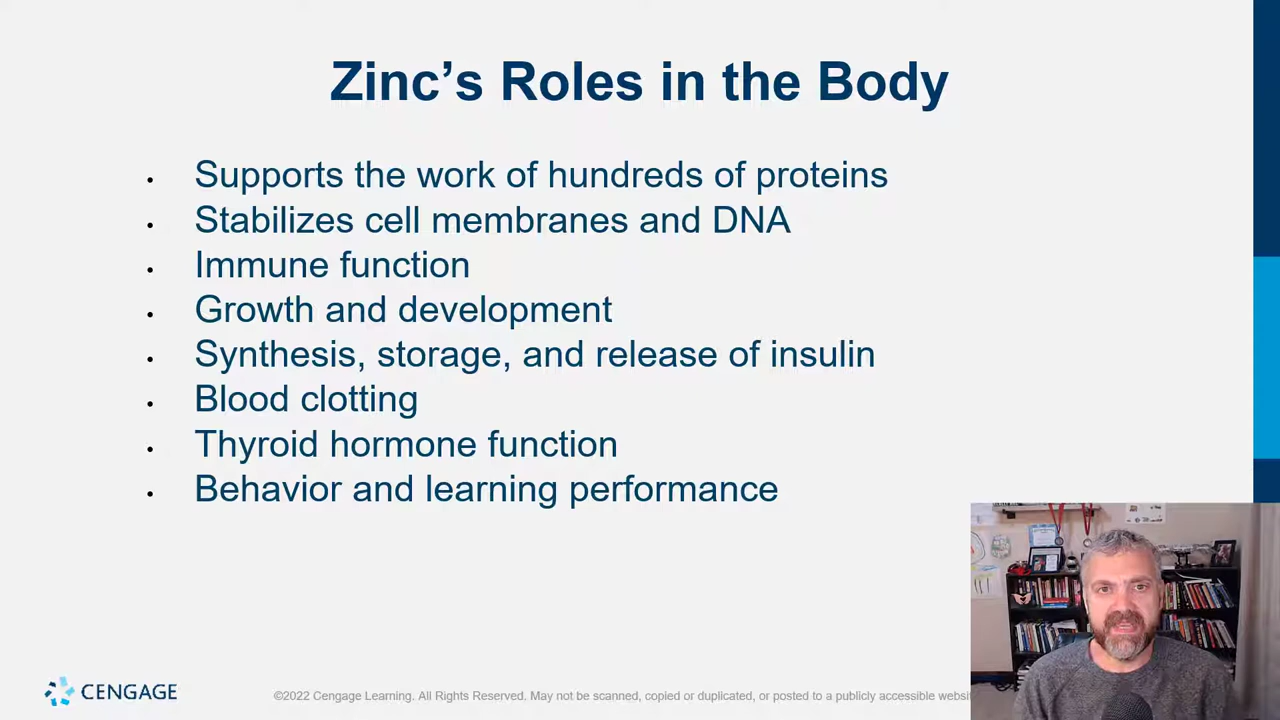 Zinc’s Roles in the Body
• Supports the work of hundreds of proteins
• Stabilizes cell membranes and DNA
• Immune function
• Growth and development
• Synthesis, storage, and release of insulin
• Blood clotting
• Thyroid hormone function
• Behavior and learning performance
CENGAGE
©2022 Cengage Learning. All Rights Reserved. May not be scanned, copied or duplicated, or posted to a publicly accessible